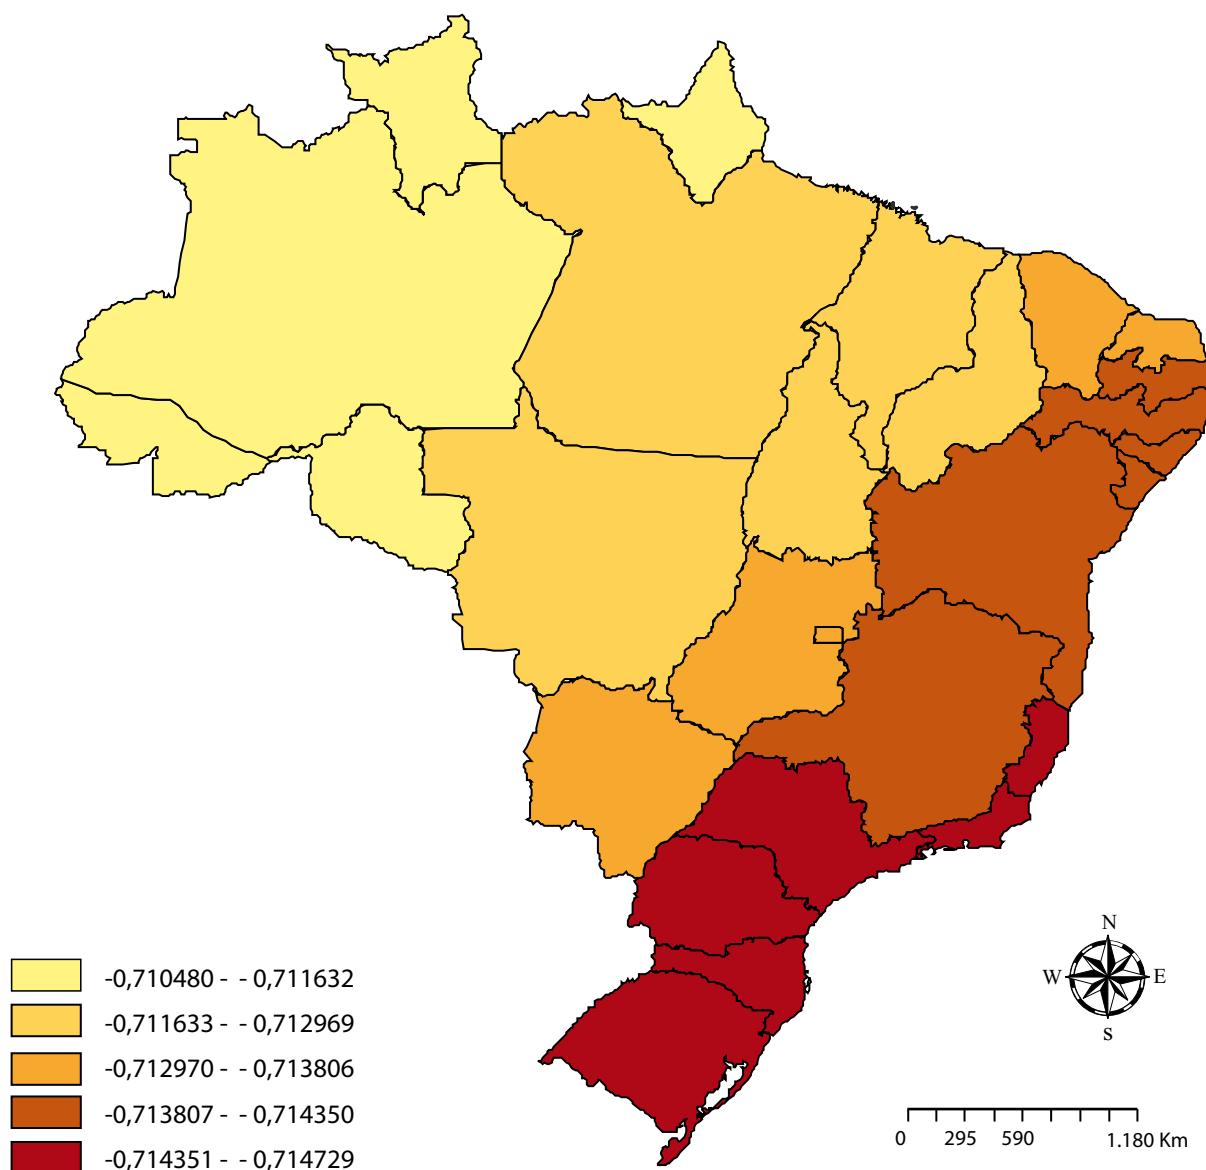 -0,710480 - - 0,711632
-0,711633 - - 0,712969
-0,712970 - - 0,713806
-0,713807 - - 0,714350
-0,714351 - - 0,714729
N
W E
S
0 295 590 1.180 Km